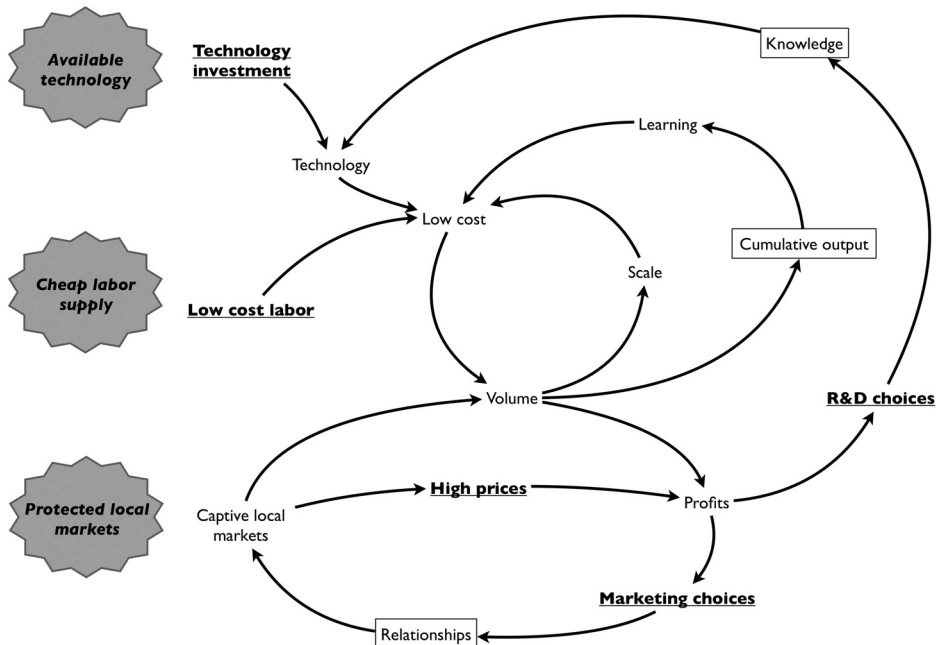 Available
technology
Technology
investment
Knowledge
Learning
Technology
Low cost
Cumulative output
Scale
Cheap labor
supply
Low cost labor
Volume
R&D choices
High prices
Profits
Protected local
markets
Captive local
markets
Marketing choices
Relationships